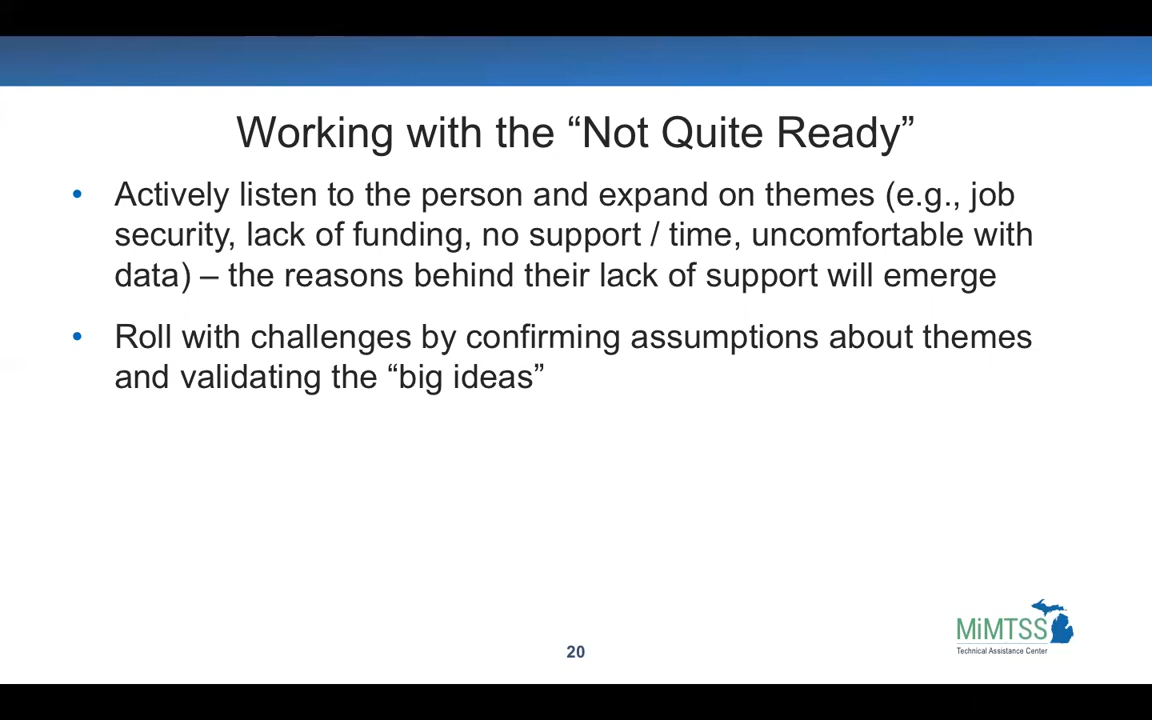 Working with the “Not Quite Ready”
• Actively listen to the person and expand on themes (e.g., job
security, lack of funding, no support / time, uncomfortable with
data) – the reasons behind their lack of support will emerge
• Roll with challenges by confirming assumptions about themes
and validating the “big ideas”
MiMTSS
Technical Assistance Center
20